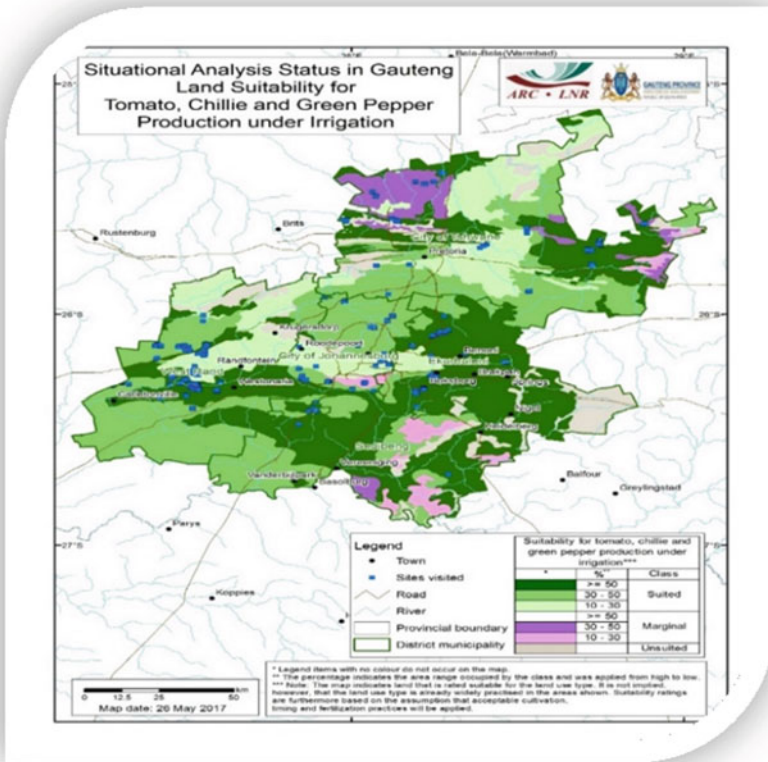 Bela-Bela(Warmbad)
Situational Analysis Status in Gauteng
Land Suitability for
Tomato, Chillie and Green Pepper
Production under Irrigation
ARC • LNR
GAUTENG PROVINCE
Rustenburg
Brits
City of Tshwane
Pretoria
26°S
26°S
Krugersdorp
Roodepoort
Randfontein
City of Johannesburg
Benoni
Ekurhuleni
West Rand
Westonaria
Boksburg
Brakpan
Springs
Carletonville
Nigel
Heidelberg
Sedibeng
Vereeniging
Vanderbijlpark
Sasolburg
Balfour
Greylingstad
Parys
27°S
Koppies
Legend
Town
Sites visited
Road
River
Provincial boundary
District municipality
Suitability for tomato, chillie and
green pepper production under
irrigation***
* %** Class
>= 50
30 - 50 Suited
10 - 30
>= 50
30 - 50 Marginal
10 - 30
Unsuited
12.5 25 50 km
Map date: 26 May 2017
* Legend items with no colour do not occur on the map.
** The percentage indicates the area range occupied by the class and was applied from high to low.
*** Note: The map indicates land that is rated suitable for the land use type. It is not implied,
however, that the land use type is already widely practised in the areas shown. Suitability ratings
are furthermore based on the assumption that acceptable cultivation,
liming and fertilization practices will be applied.